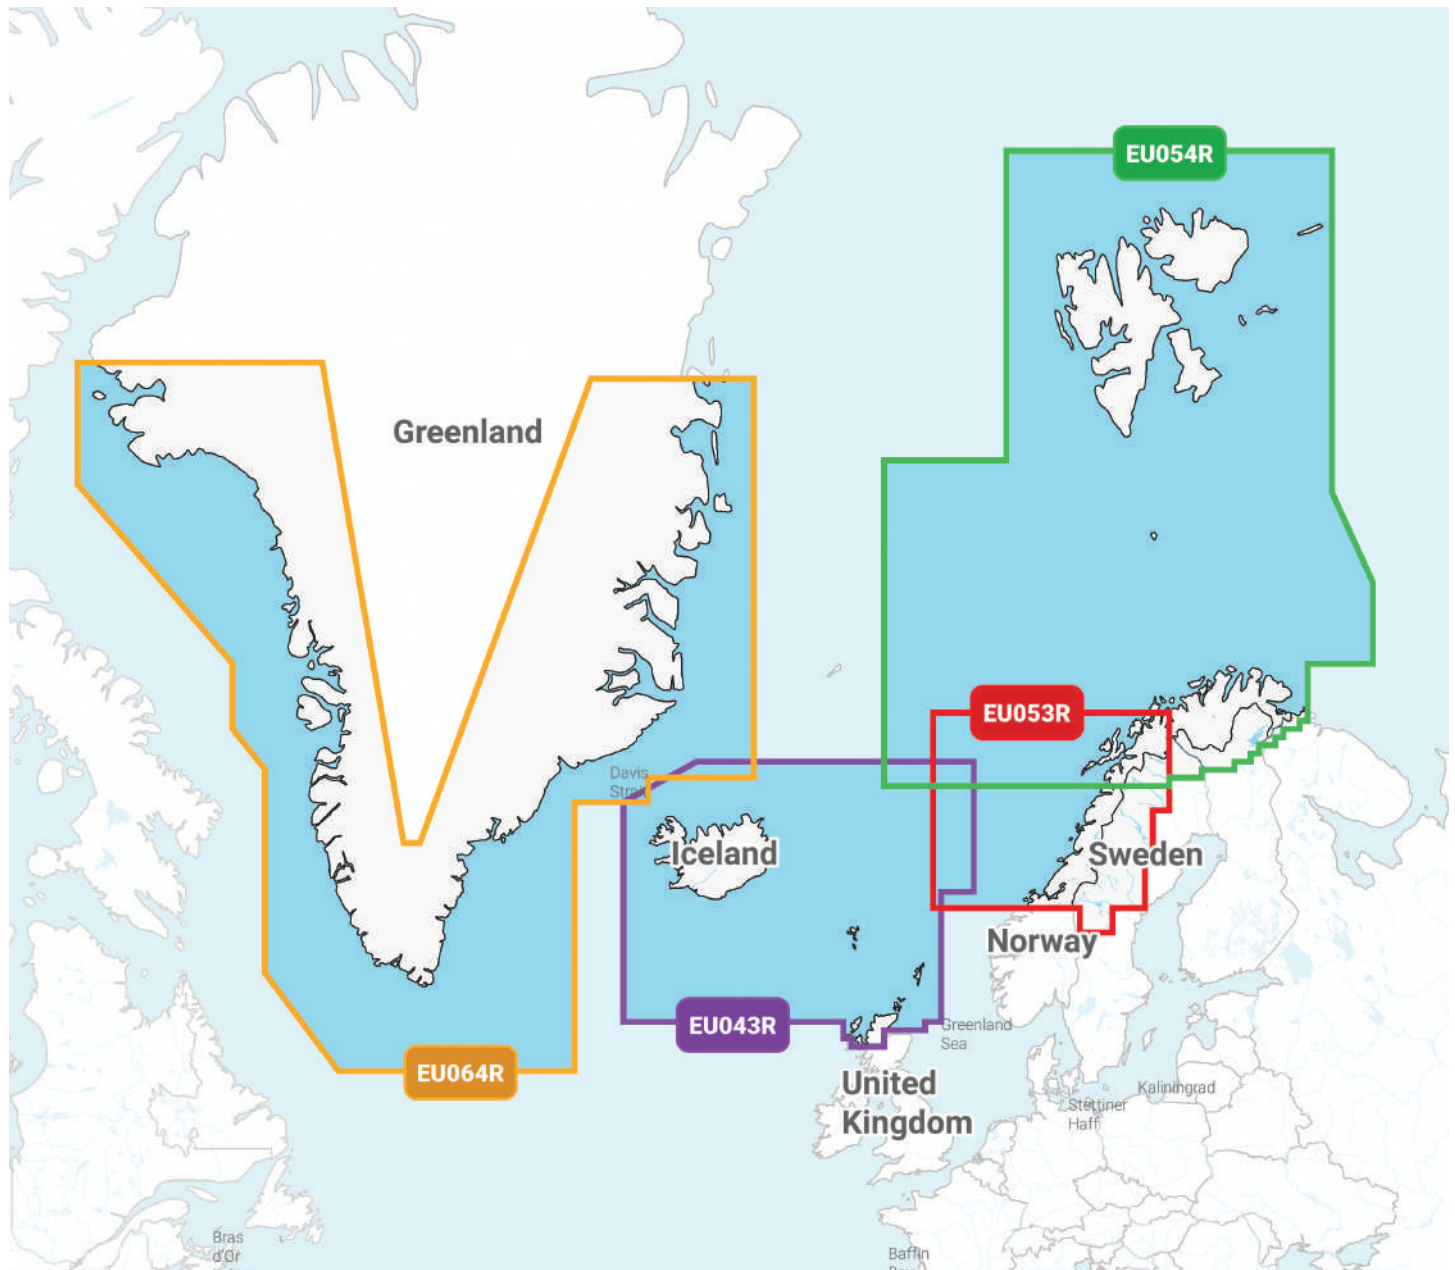 EU054R
Greenland
EU053R
Davis
Strait
Iceland
Sweden
Norway
EU043R
Greenland
Sea
EU064R
United
Kingdom
Kaliningrad
Stettiner
Haff
Bras
d'Or
Baffin